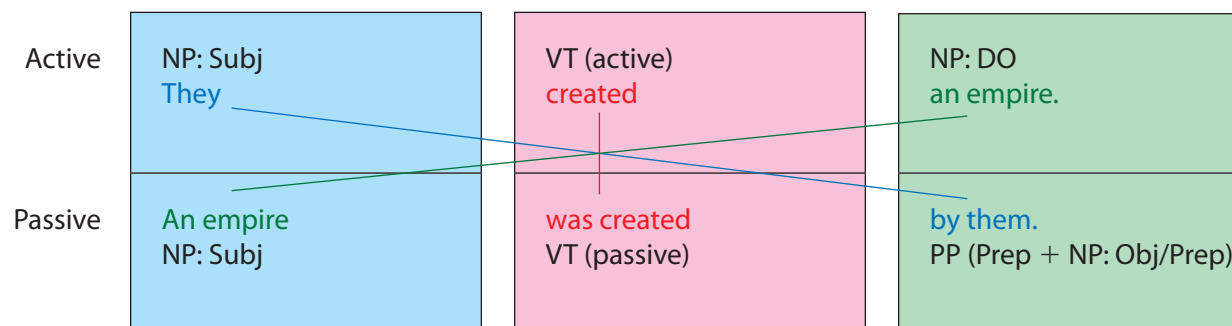 Active
NP: Subj
They
VT (active)
created
NP: DO
an empire.
Passive
An empire
NP: Subj
was created
VT (passive)
by them.
PP (Prep + NP: Obj/Prep)